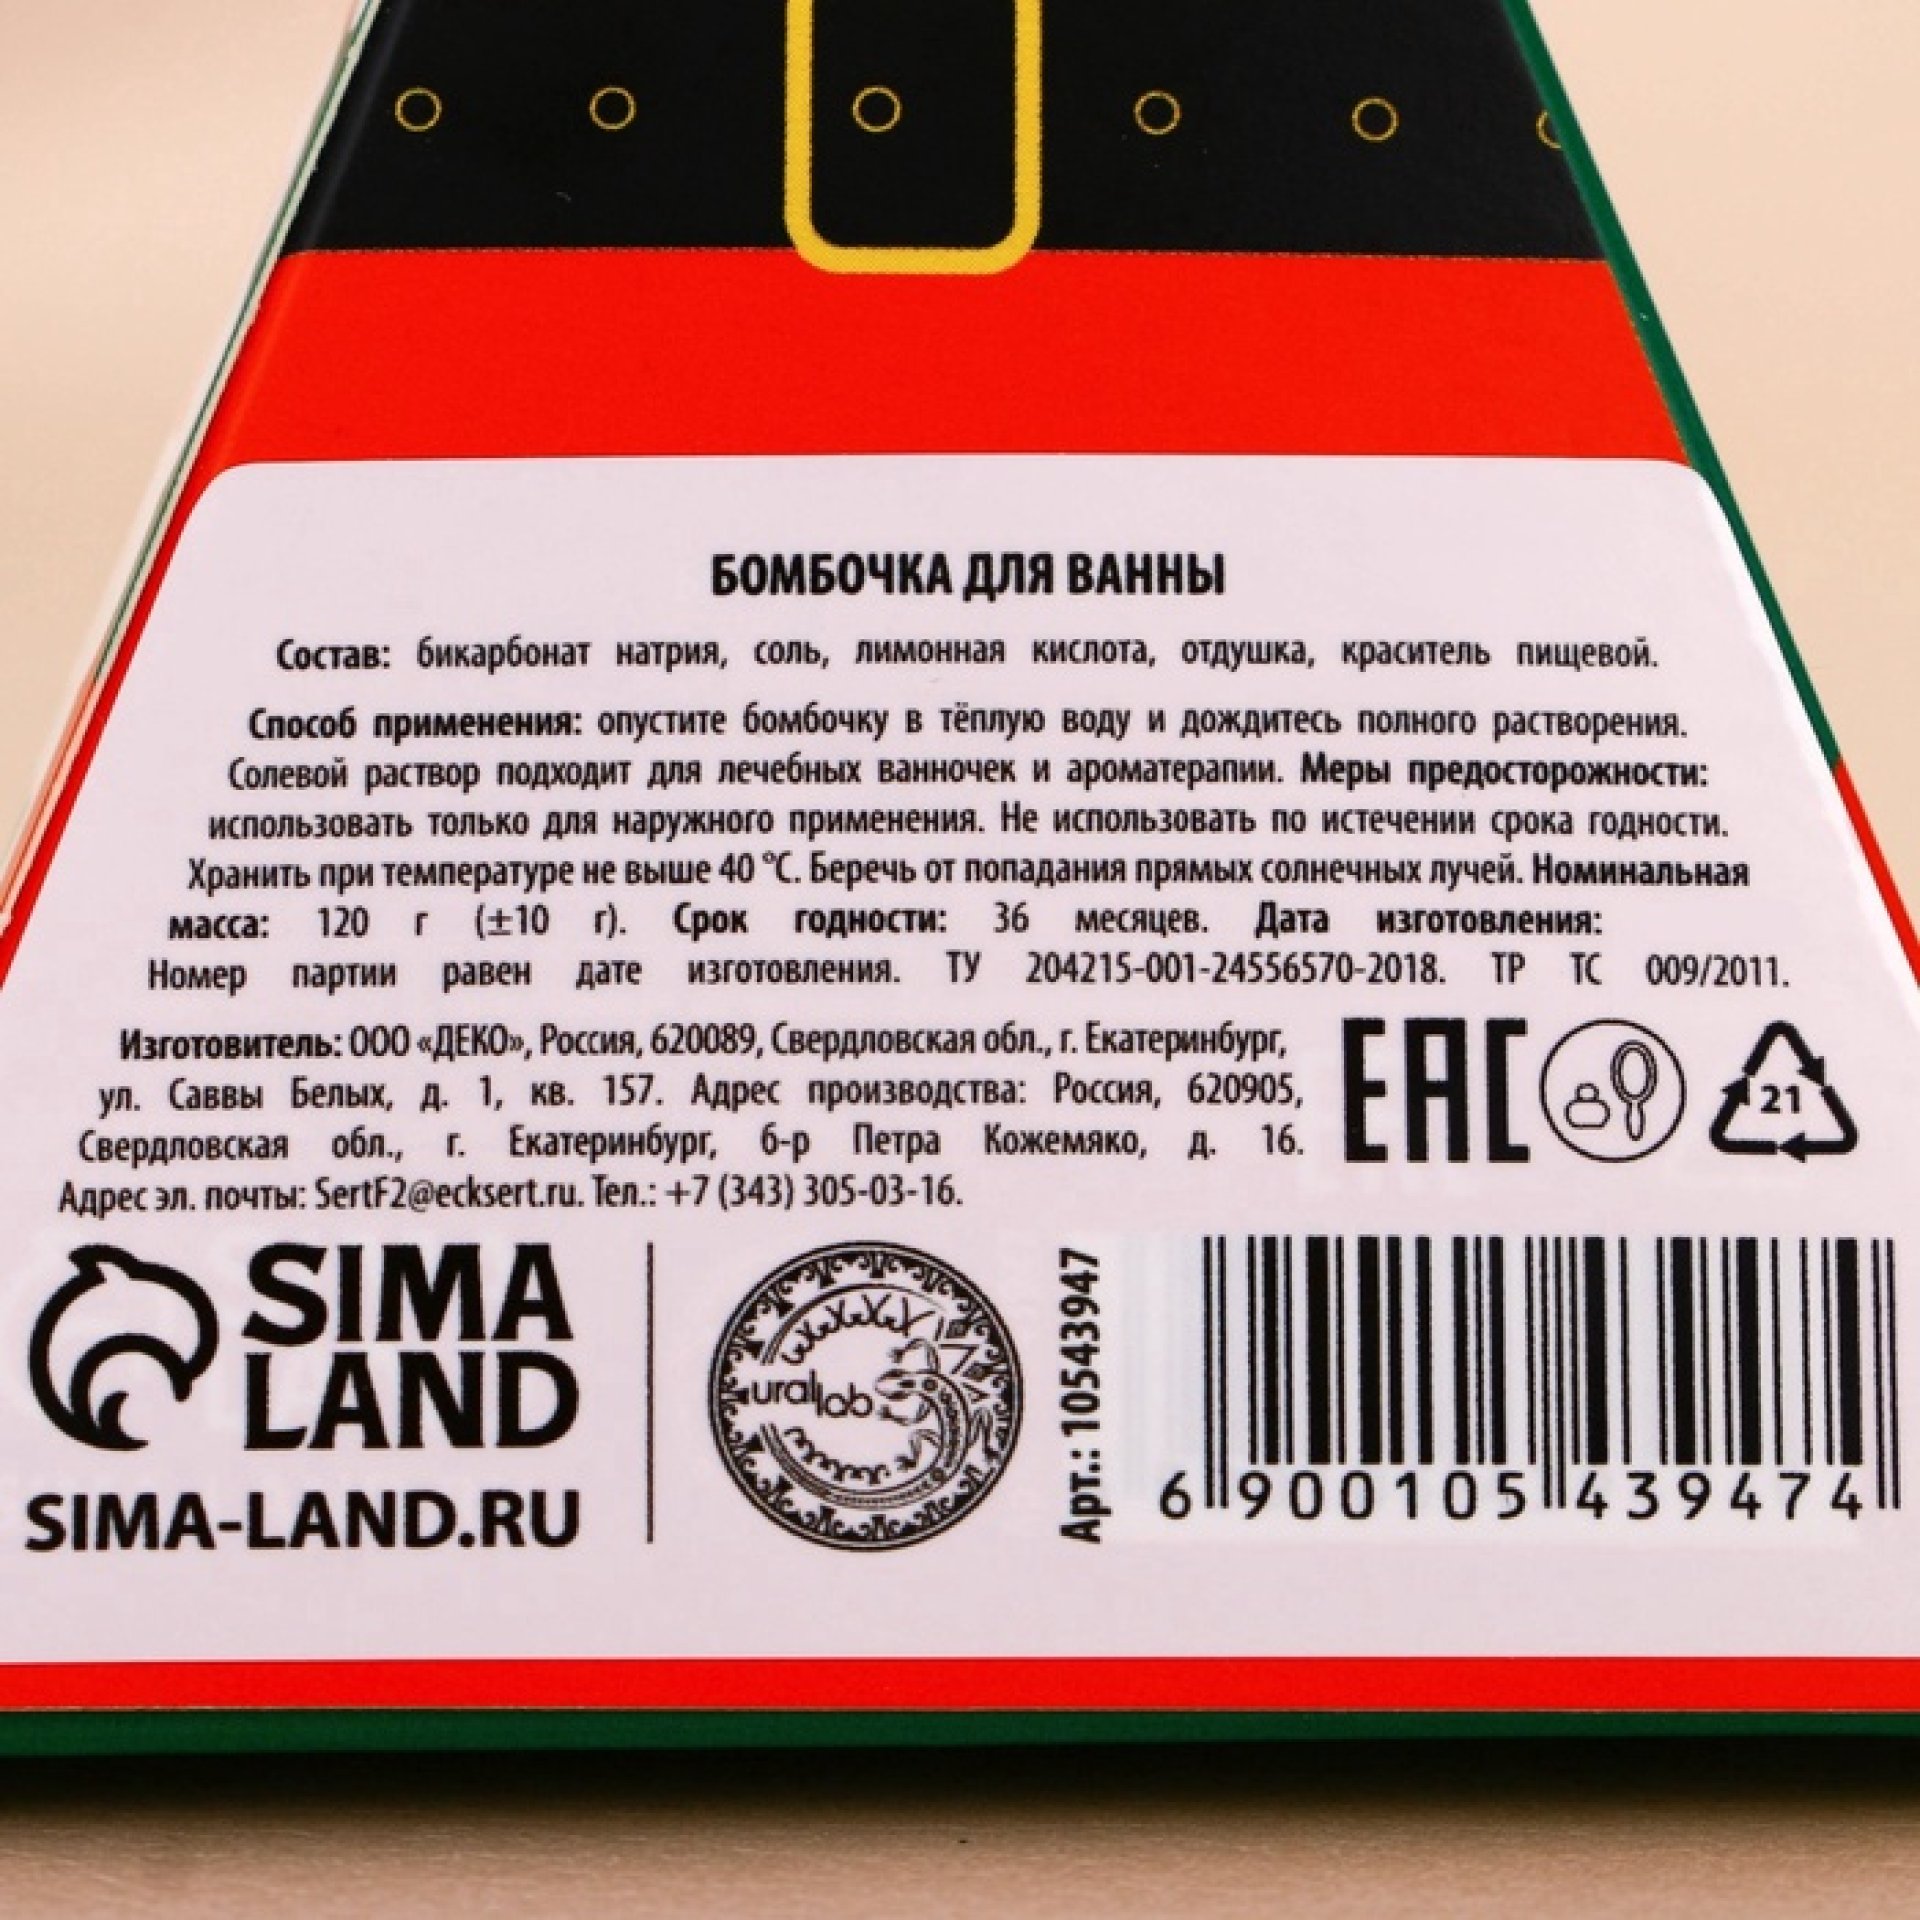 БОМБОЧКА ДЛЯ ВАННЫ
Состав: бикарбонат натрия, соль, лимонная кислота, отдушка, краситель пищевой.
Способ применения: опустите бомбочку в тёплую воду и дождитесь полного растворения.
Солевой раствор подходит для лечебных ванночек и ароматерапии. Меры предосторожности:
использовать только для наружного применения. Не использовать по истечении срока годности.
Хранить при температуре не выше 40 °С. Беречь от попадания прямых солнечных лучей. Номинальная
масса: 120 г (±10 г). Срок годности: 36 месяцев. Дата изготовления:
Номер партии равен дате изготовления. ТУ 204215-001-24556570-2018. ТР ТС 009/2011.
Изготовитель: ООО «ДЕКО», Россия, 620089, Свердловская обл., г. Екатеринбург,
ул. Саввы Белых, д. 1, кв. 157. Адрес производства: Россия, 620905,
Свердловская обл., г. Екатеринбург, б-р Петра Кожемяко, д. 16.
Адрес эл. почты: SertF2@ecksert.ru. Тел.: +7 (343) 305-03-16.
EAC
21
SIMA
LAND
SIMA-LAND.RU
urallab
Арт.: 10543947
6 900105 439474